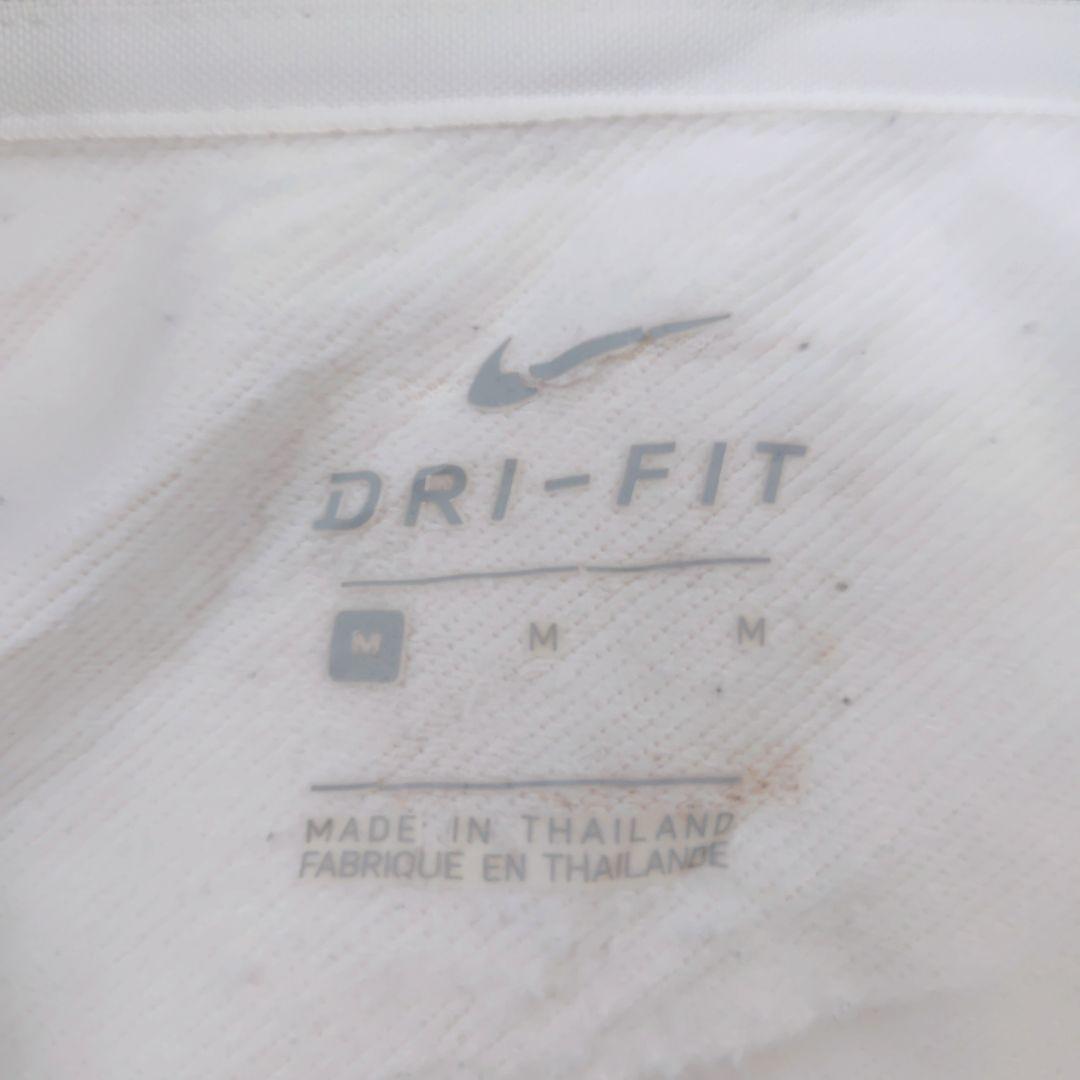 DRI-FIT
M M M
MADE IN THAILAND
FABRIQUE EN THAILANDE